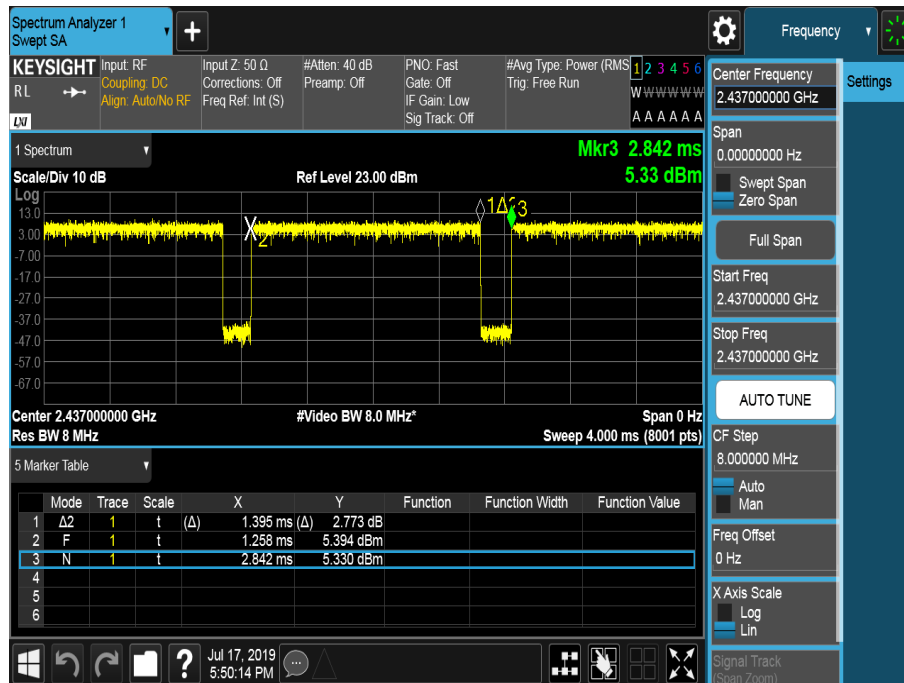 Spectrum Analyzer 1
Swept SA
Frequency
KEYSIGHT
RL
LXI
Input: RF
Coupling: DC
Align: Auto/No RF
Input Z: 50 Ω
Corrections: Off
Freq Ref: Int (S)
#Atten: 40 dB
Preamp: Off
PNO: Fast
Gate: Off
IF Gain: Low
Sig Track: Off
#Avg Type: Power (RMS
Trig: Free Run
1 2 3 4 5 6
W W W W W W
A A A A A A
Center Frequency
2.437000000 GHz
Settings
1 Spectrum
Scale/Div 10 dB
Ref Level 23.00 dBm
Mkr3 2.842 ms
5.33 dBm
Log
13.0
3.00
-7.00
-17.0
-27.0
-37.0
-47.0
-57.0
-67.0
X2
1Δ2
3
Center 2.437000000 GHz
#Video BW 8.0 MHz*
Span 0 Hz
Res BW 8 MHz
Sweep 4.000 ms (8001 pts)
Span
0.00000000 Hz
Swept Span
Zero Span
Full Span
Start Freq
2.437000000 GHz
Stop Freq
2.437000000 GHz
AUTO TUNE
CF Step
8.000000 MHz
Auto
Man
Freq Offset
0 Hz
X Axis Scale
Log
Lin
Signal Track
(Span Zoom)
5 Marker Table
Mode Trace Scale X Y Function Function Width Function Value
1 Δ2 1 t (Δ) 1.395 ms (Δ) 2.773 dB
2 F 1 t 1.258 ms 5.394 dBm
3 N 1 t 2.842 ms 5.330 dBm
4
5
6
?
Jul 17, 2019
5:50:14 PM